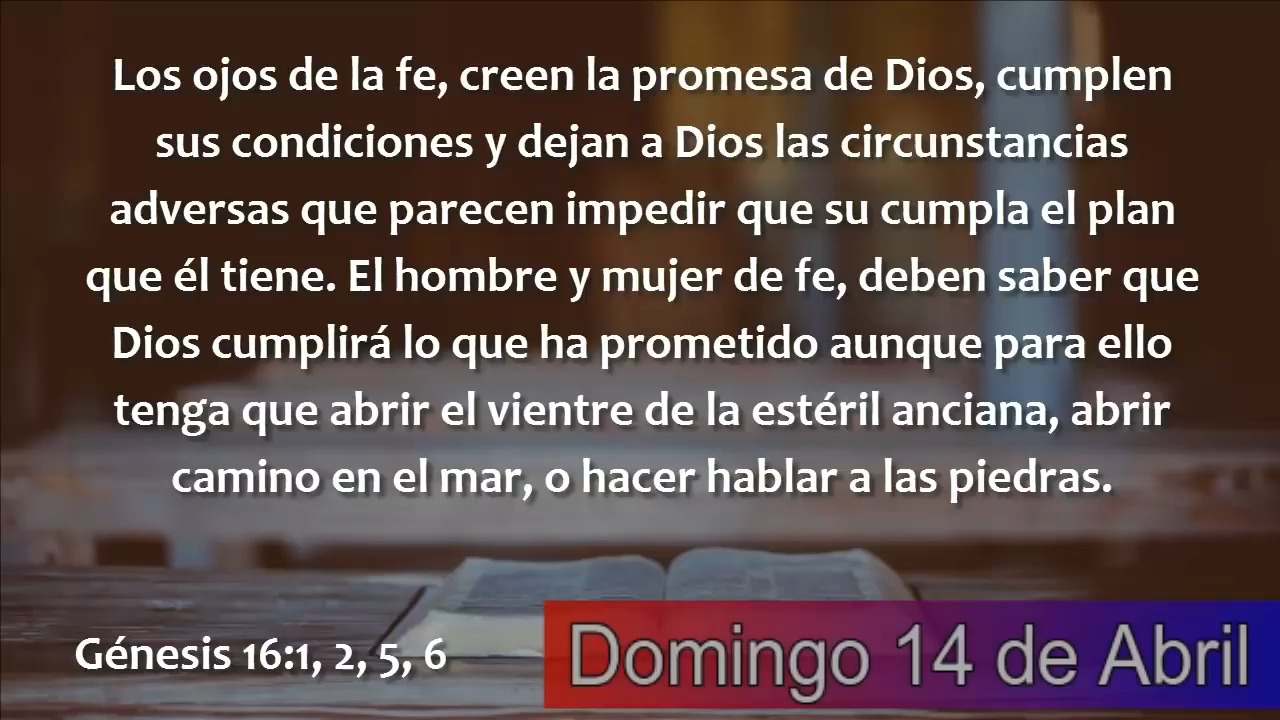 Los ojos de la fe, creen la promesa de Dios, cumplen
sus condiciones y dejan a Dios las circunstancias
adversas que parecen impedir que su cumpla el plan
que él tiene. El hombre y mujer de fe, deben saber que
Dios cumplirá lo que ha prometido aunque para ello
tenga que abrir el vientre de la estéril anciana, abrir
camino en el mar, o hacer hablar a las piedras.
Génesis 16:1, 2, 5, 6
Domingo 14 de Abril